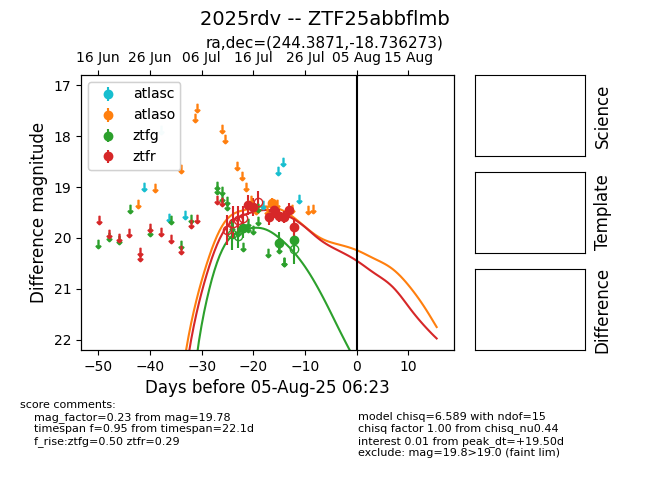 2025rdv -- ZTF25abbflmb
ra,dec=(244.3871,-18.736273)
16 Jun 26 Jun 06 Jul 16 Jul 26 Jul 05 Aug 15 Aug
atlasc
atlaso
ztfg
ztfr
17
18
19
20
21
22
Difference magnitude
−50 −40 −30 −20 −10 0 10
Days before 05-Aug-25 06:23
Science
Template
Difference
score comments:
mag_factor=0.23 from mag=19.78
timespan f=0.95 from timespan=22.1d
f_rise:ztfg=0.50 ztfr=0.29
model chisq=6.589 with ndof=15
chisq factor 1.00 from chisq_nu0.44
interest 0.01 from peak_dt=+19.50d
exclude: mag=19.8>19.0 (faint lim)